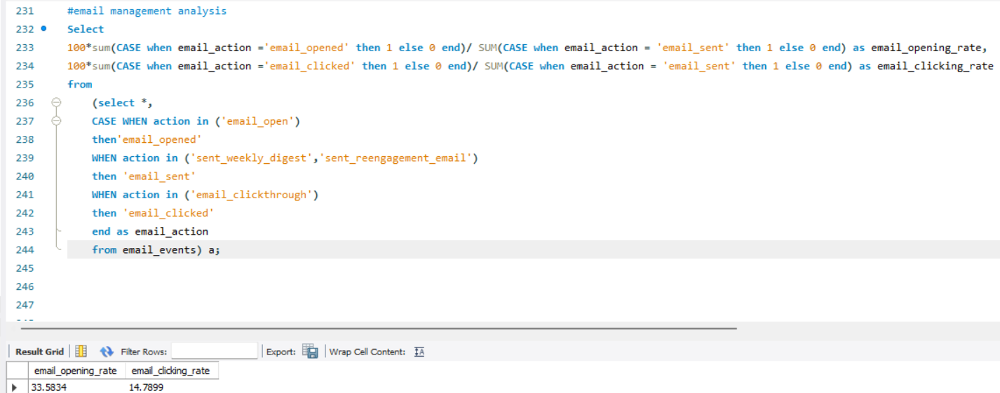 231 #email management analysis
232 Select
233 100*sum(CASE when email_action ='email_opened' then 1 else 0 end)/ SUM(CASE when email_action = 'email_sent' then 1 else 0 end) as email_opening_rate,
234 100*sum(CASE when email_action ='email_clicked' then 1 else 0 end)/ SUM(CASE when email_action = 'email_sent' then 1 else 0 end) as email_clicking_rate
235 from
236 (select *,
237 CASE WHEN action in ('email_open')
238 then'email_opened'
239 WHEN action in ('sent_weekly_digest','sent_reengagement_email')
240 then 'email_sent'
241 WHEN action in ('email_clickthrough')
242 then 'email_clicked'
243 end as email_action
244 from email_events) a;
245
246
247
Result Grid Filter Rows: Export: Wrap Cell Content: IA
email_opening_rate email_clicking_rate
33.5834 14.7899